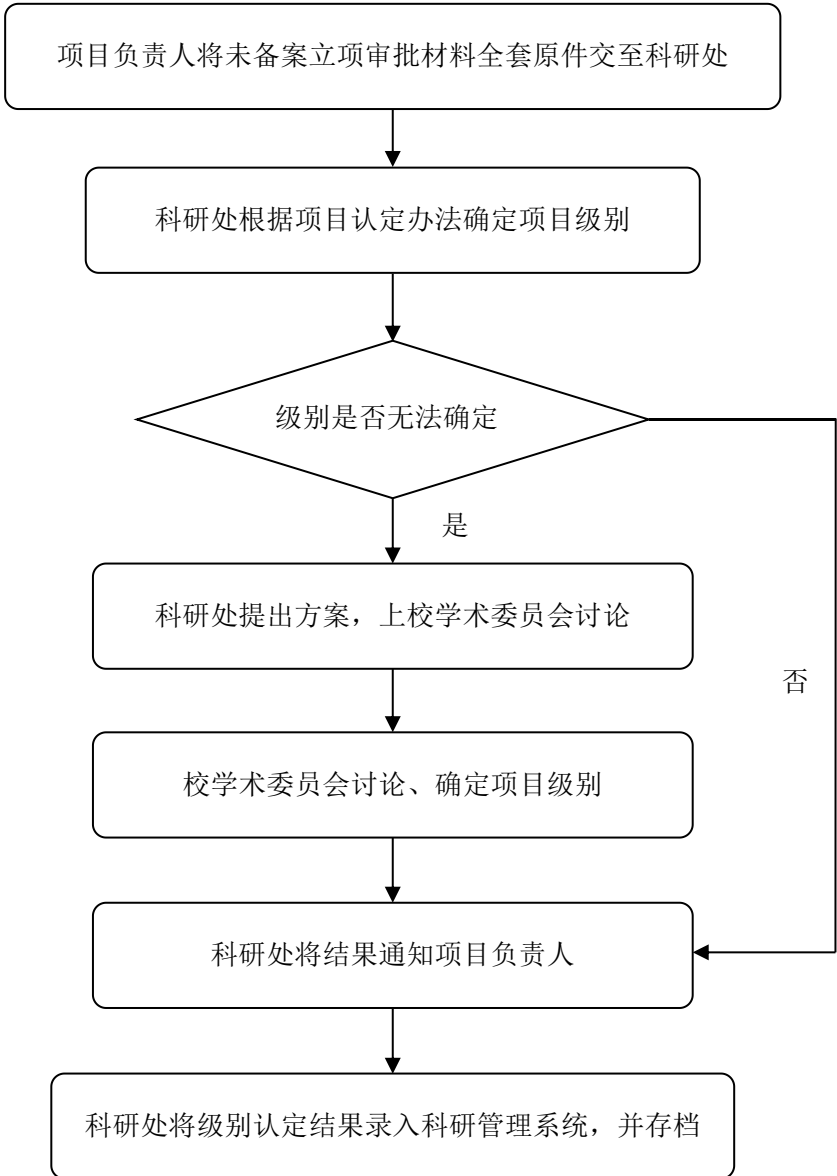 项目负责人将未备案立项审批材料全套原件交至科研处
科研处根据项目认定办法确定项目级别
级别是否无法确定
是
科研处提出方案，上校学术委员会讨论
否
校学术委员会讨论、确定项目级别
科研处将结果通知项目负责人
科研处将级别认定结果录入科研管理系统，并存档